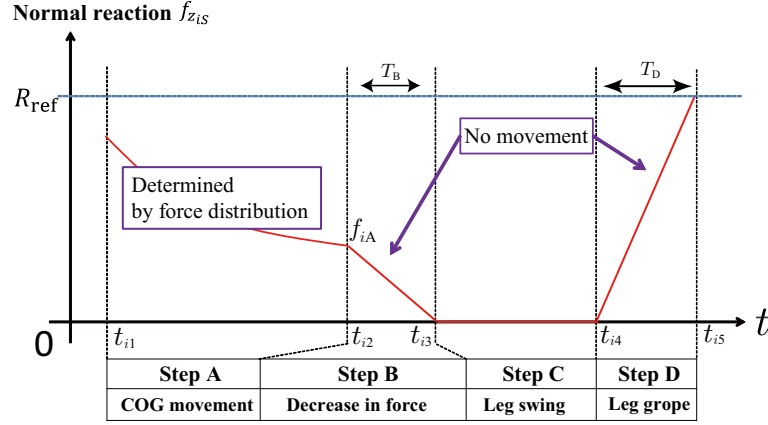 Normal reaction f_{z_{iS}}
T_B
T_D
R_ref
No movement
Determined
by force distribution
f_{iA}
0
t_{i1}
t_{i2}
t_{i3}
t_{i4}
t_{i5}
t
Step A
Step B
Step C
Step D
COG movement
Decrease in force
Leg swing
Leg grope